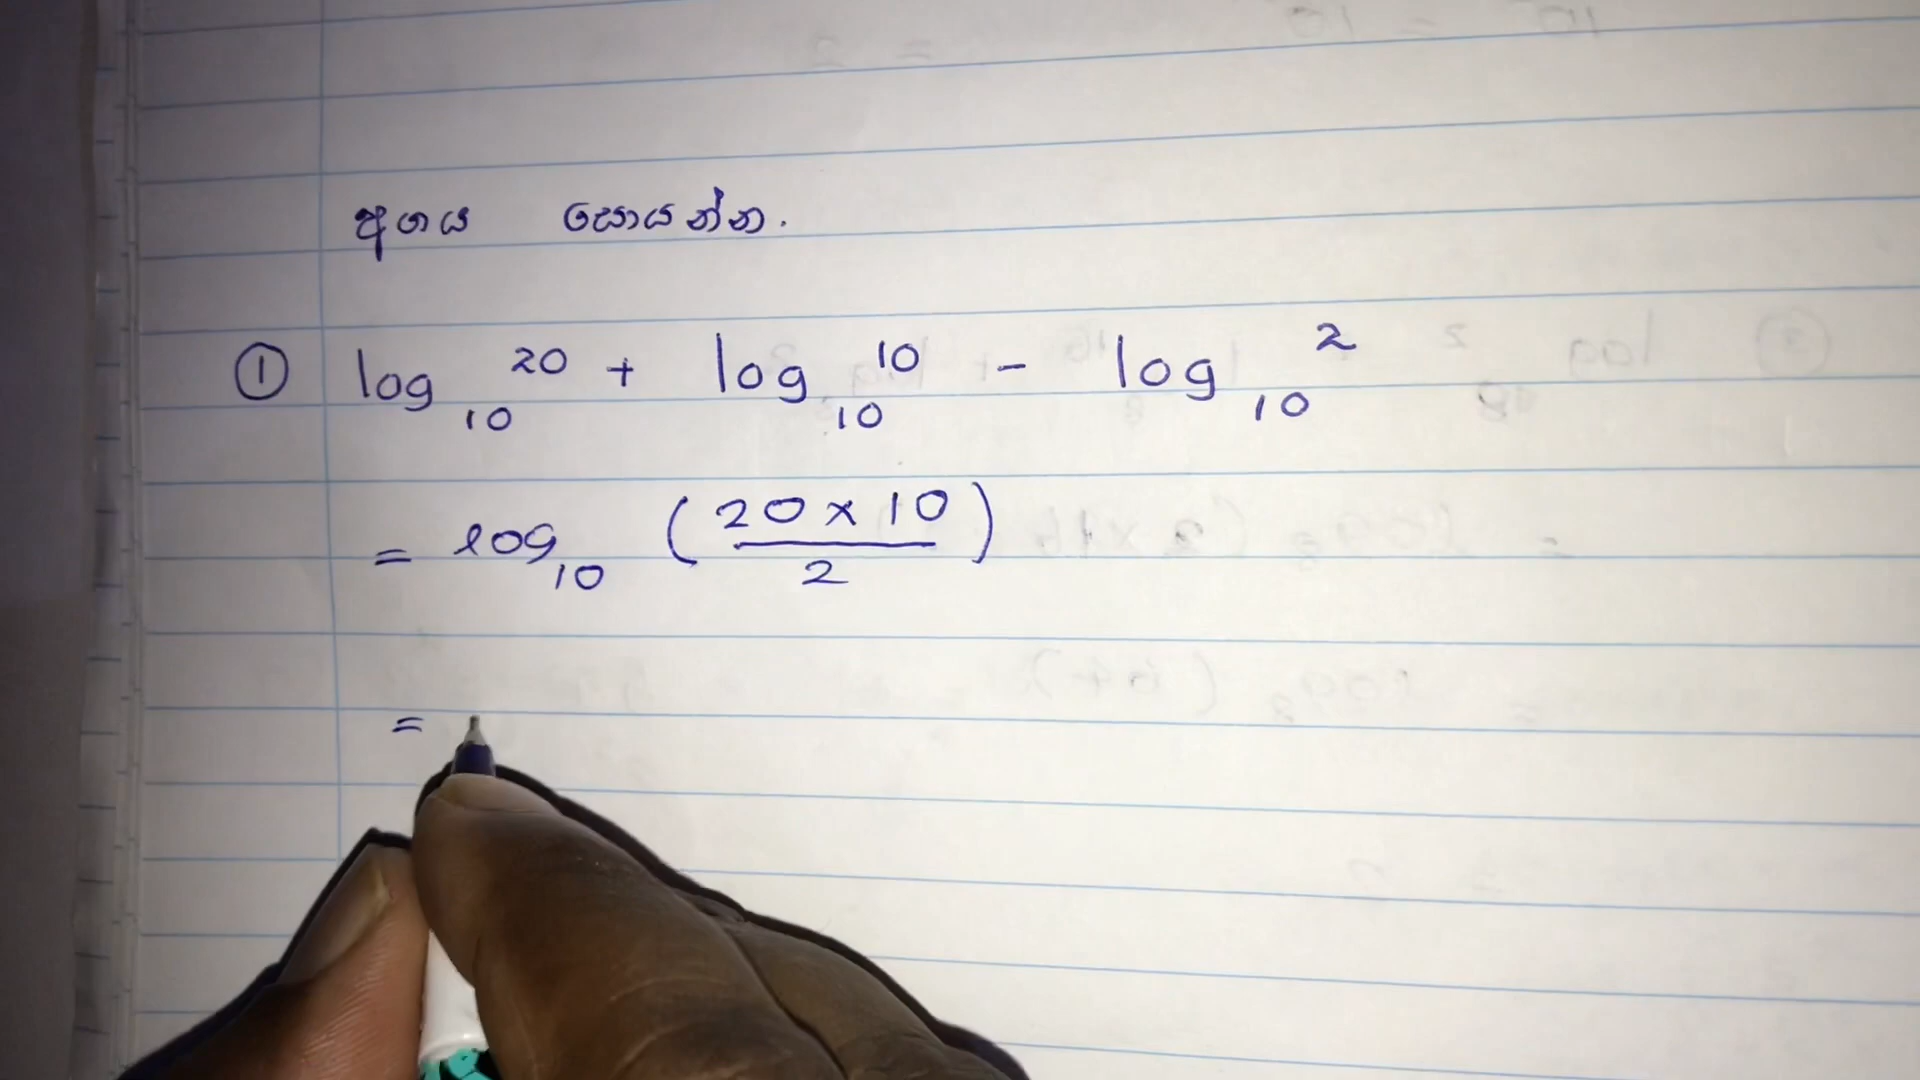 අගය සොයන්න.
① log₁₀ 20 + log₁₀ 10 - log₁₀ 2
= log₁₀ (20 × 10 / 2)
=